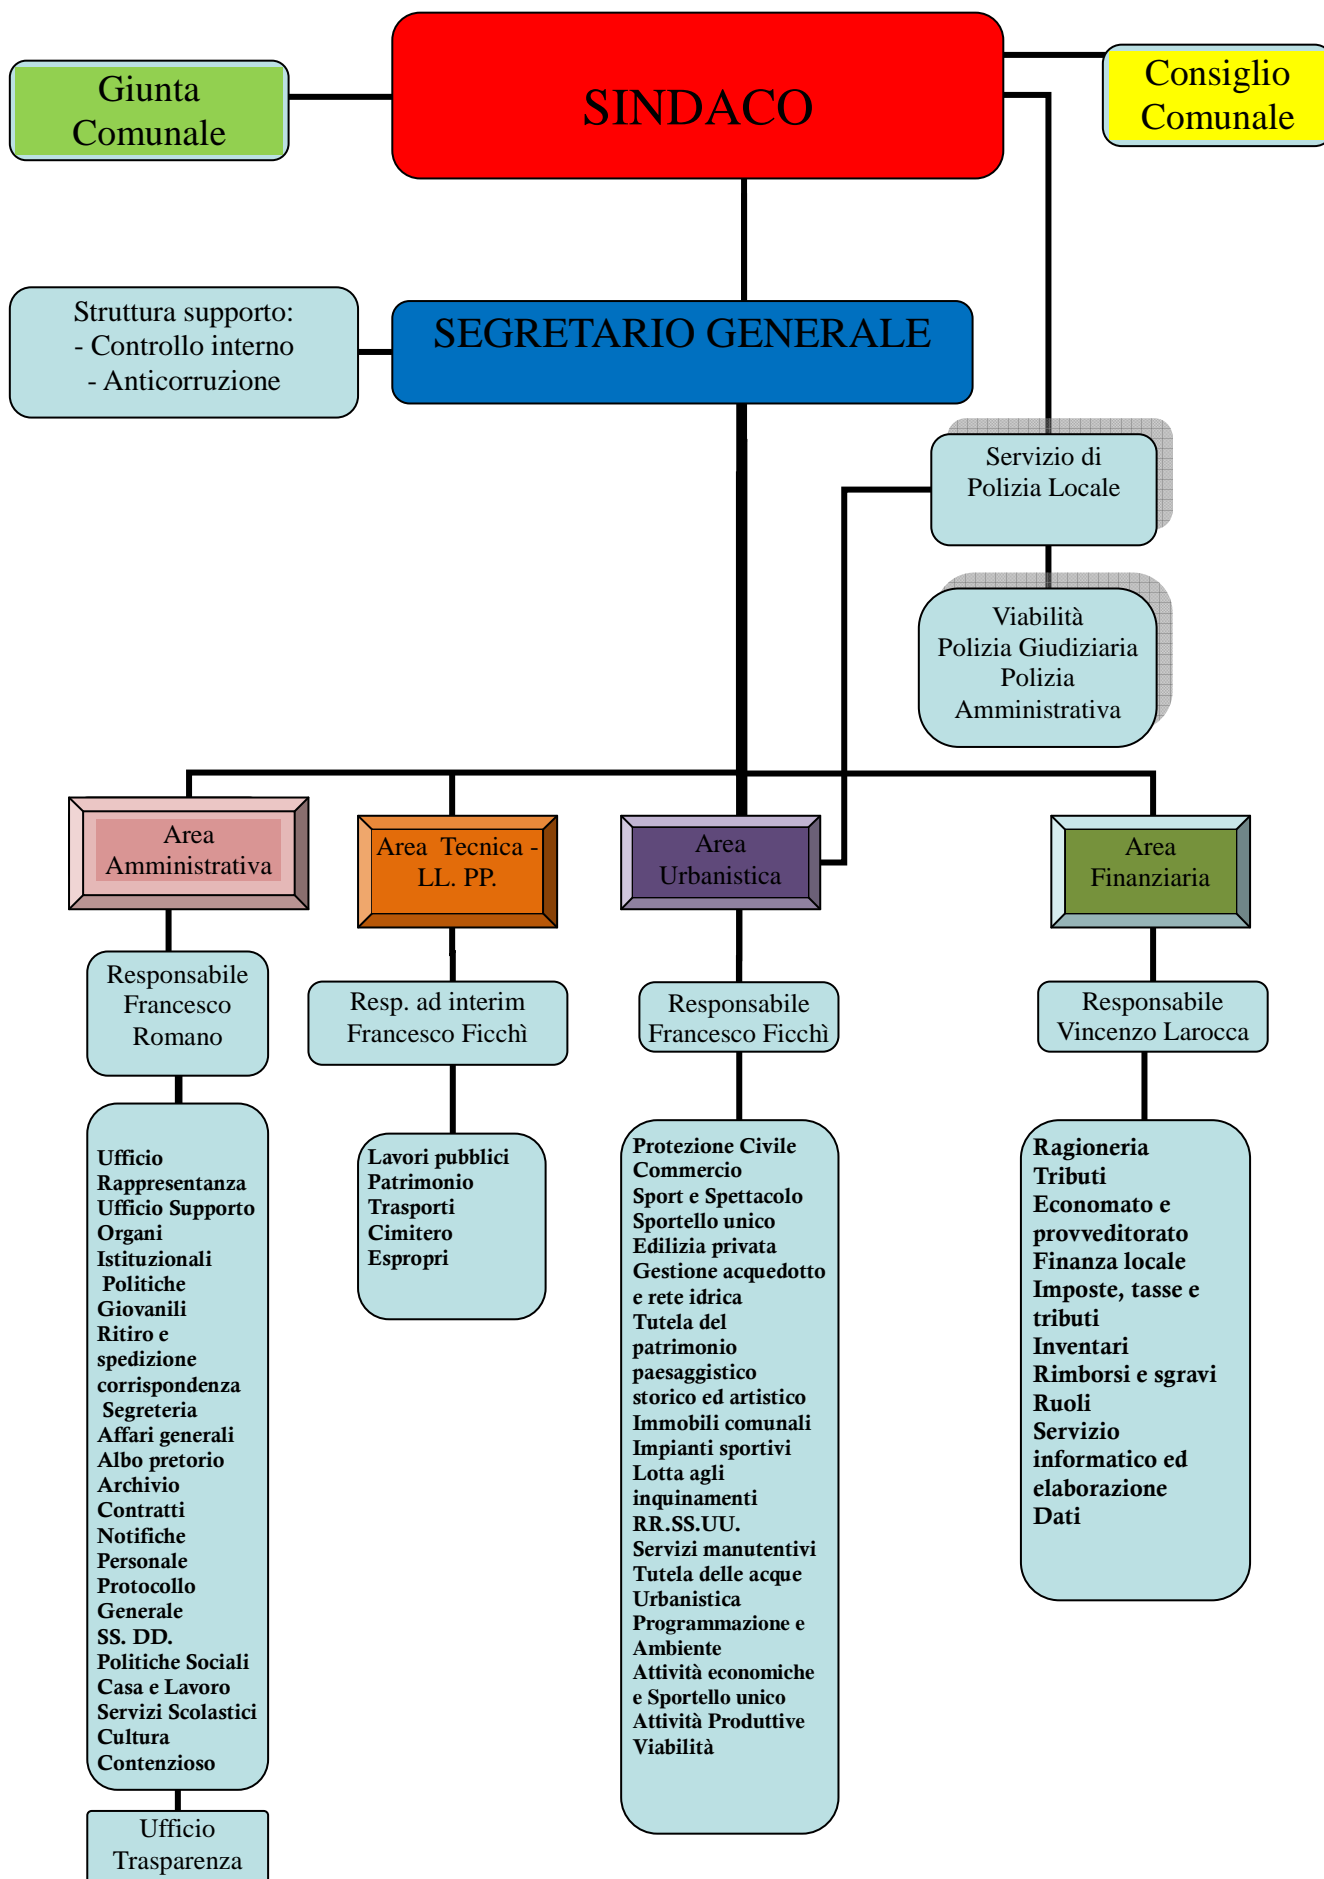 Giunta
Comunale
SINDACO
Consiglio
Comunale
Struttura supporto:
- Controllo interno
- Anticorruzione
SEGRETARIO GENERALE
Servizio di
Polizia Locale
Viabilità
Polizia Giudiziaria
Polizia
Amministrativa
Area
Amministrativa
Area Tecnica -
LL. PP.
Area
Urbanistica
Area
Finanziaria
Responsabile
Francesco
Romano
Resp. ad interim
Francesco Ficchì
Responsabile
Francesco Ficchì
Responsabile
Vincenzo Larocca
Ufficio
Rappresentanza
Ufficio Supporto
Organi
Istituzionali
Politiche
Giovanili
Ritiro e
spedizione
corrispondenza
Segreteria
Affari generali
Albo pretorio
Archivio
Contratti
Notifiche
Personale
Protocollo
Generale
SS. DD.
Politiche Sociali
Casa e Lavoro
Servizi Scolastici
Cultura
Contenzioso
Lavori pubblici
Patrimonio
Trasporti
Cimitero
Espropri
Protezione Civile
Commercio
Sport e Spettacolo
Sportello unico
Edilizia privata
Gestione acquedotto
e rete idrica
Tutela del
patrimonio
paesaggistico
storico ed artistico
Immobili comunali
Impianti sportivi
Lotta agli
inquinamenti
RR.SS.UU.
Servizi manutentivi
Tutela delle acque
Urbanistica
Programmazione e
Ambiente
Attività economiche
e Sportello unico
Attività Produttive
Viabilità
Ragioneria
Tributi
Economato e
provveditorato
Finanza locale
Imposte, tasse e
tributi
Inventari
Rimborsi e sgravi
Ruoli
Servizio
informatico ed
elaborazione
Dati
Ufficio
Trasparenza